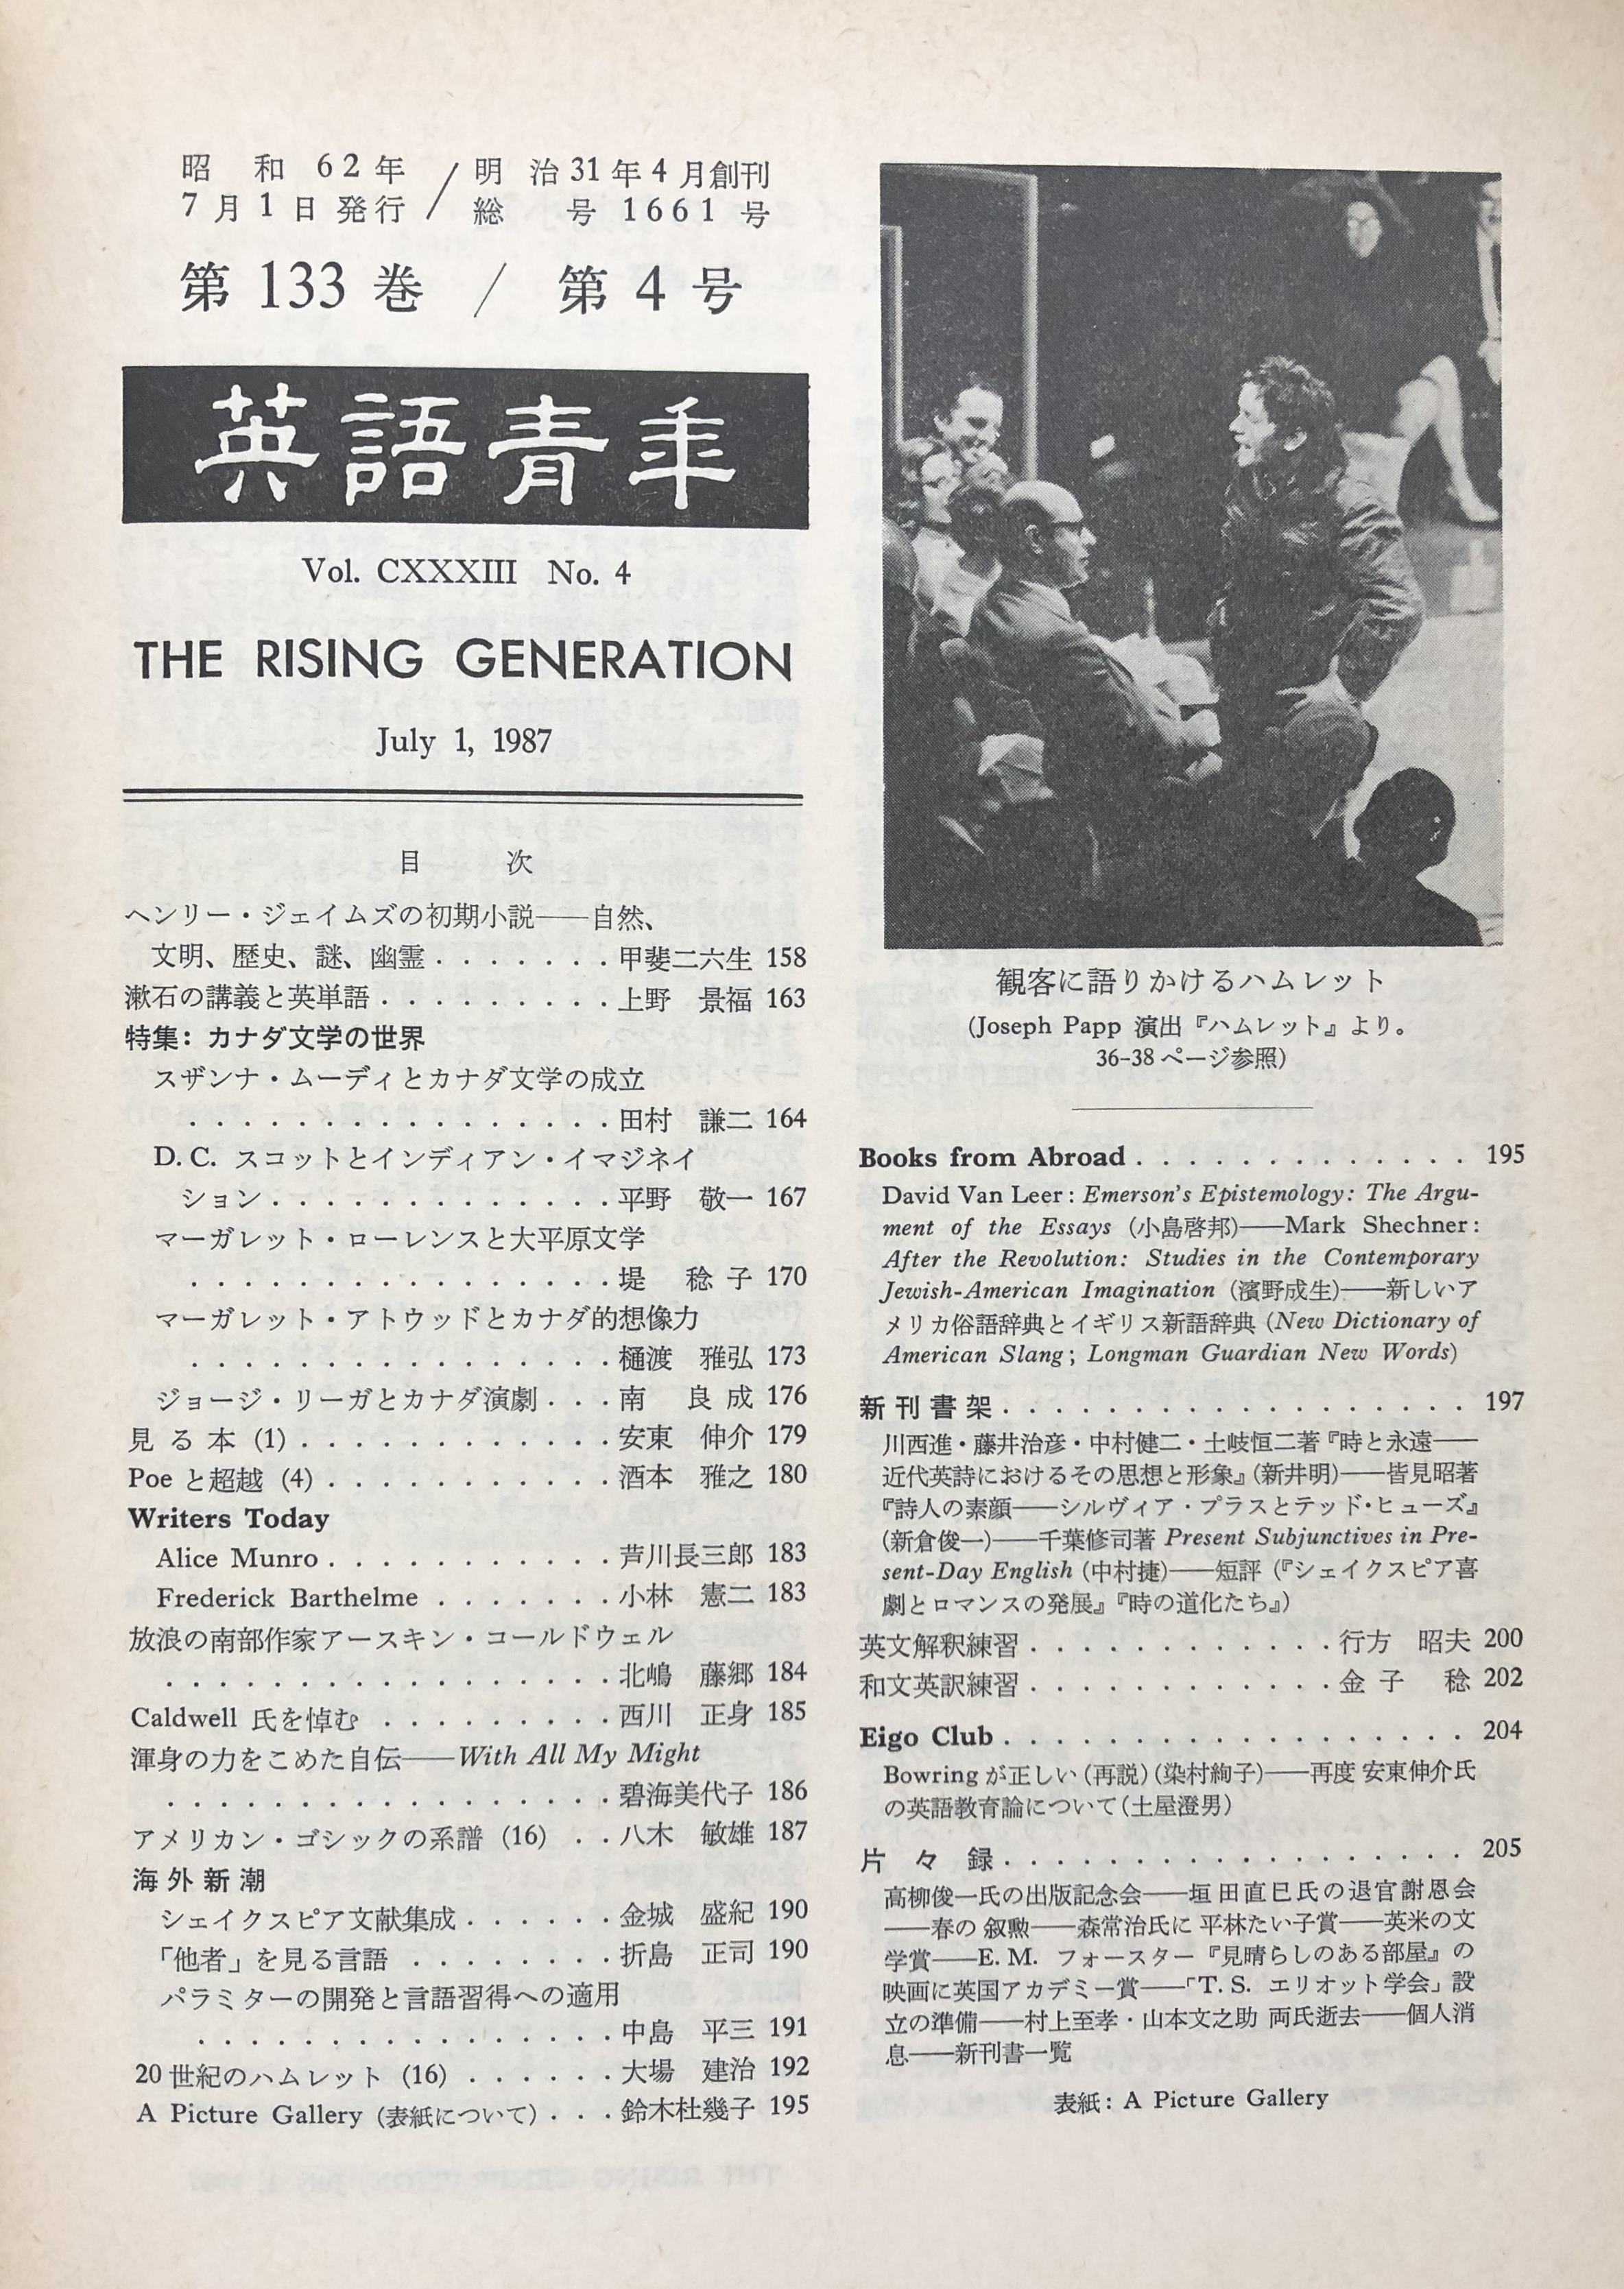 昭和62年 / 明治31年4月創刊
7月1日発行 / 総号1661号
第133巻 / 第4号
英語青年
Vol. CXXXIII No. 4
THE RISING GENERATION
July 1, 1987
目次
ヘンリー・ジェイムズの初期小説――自然、
文明、歴史、謎、幽霊.......甲斐二六生 158
漱石の講義と英単語.........上野 景福 163
特集: カナダ文学の世界
スザンナ・ムーディとカナダ文学の成立
................田村 謙二 164
D.C. スコットとインディアン・イマジネイ
ション.............平野 敬一 167
マーガレット・ローレンスと大平原文学
................堤 稔子 170
マーガレット・アトウッドとカナダ的想像力
................樋渡 雅弘 173
ジョージ・リーガとカナダ演劇...南 良成 176
見る本 (1)............安東 伸介 179
Poe と超越 (4)...........酒本 雅之 180
Writers Today
Alice Munro...........芦川長三郎 183
Frederick Barthelme .......小林 憲二 183
放浪の南部作家アースキン・コールドウェル
.................北嶋 藤郷 184
Caldwell 氏を悼む .........西川 正身 185
渾身の力をこめた自伝――With All My Might
.................碧海美代子 186
アメリカン・ゴシックの系譜 (16) ..八木 敏雄 187
海外新潮
シェイクスピア文献集成......金城 盛紀 190
「他者」を見る言語 ........折島 正司 190
パラミターの開発と言語習得への適用
................中島 平三 191
20世紀のハムレット (16) ......大場 建治 192
A Picture Gallery (表紙について)...鈴木杜幾子 195
観客に語りかけるハムレット
(Joseph Papp 演出『ハムレット』より。
36-38ページ参照)
Books from Abroad............. 195
David Van Leer: Emerson's Epistemology: The Argu-
ment of the Essays (小島啓邦)――Mark Shechner:
After the Revolution: Studies in the Contemporary
Jewish-American Imagination (濱野成生)――新しいア
メリカ俗語辞典とイギリス新語辞典 (New Dictionary of
American Slang; Longman Guardian New Words)
新刊書架.................. 197
川西進・藤井治彦・中村健二・土岐恒二著『時と永遠――
近代英詩におけるその思想と形象』(新井明)――皆見昭著
『詩人の素顔――シルヴィア・プラスとテッド・ヒューズ』
(新倉俊一)――千葉修司著 Present Subjunctives in Pre-
sent-Day English (中村捷)――短評 (『シェイクスピア喜
劇とロマンスの発展』『時の道化たち』)
英文解釈練習............行方 昭夫 200
和文英訳練習............金子 稔 202
Eigo Club.................. 204
Bowring が正しい (再説) (染村絢子)――再度 安東伸介氏
の英語教育論について (土屋澄男)
片々録.................. 205
高柳俊一氏の出版記念会――垣田直巳氏の退官謝恩会
――春の叙勲――森常治氏に 平林たい子賞――英米の文
学賞――E. M. フォースター『見晴らしのある部屋』の
映画に英国アカデミー賞――「T. S. エリオット学会」設
立の準備――村上至孝・山本文之助 両氏逝去――個人消
息――新刊書一覧
表紙: A Picture Gallery